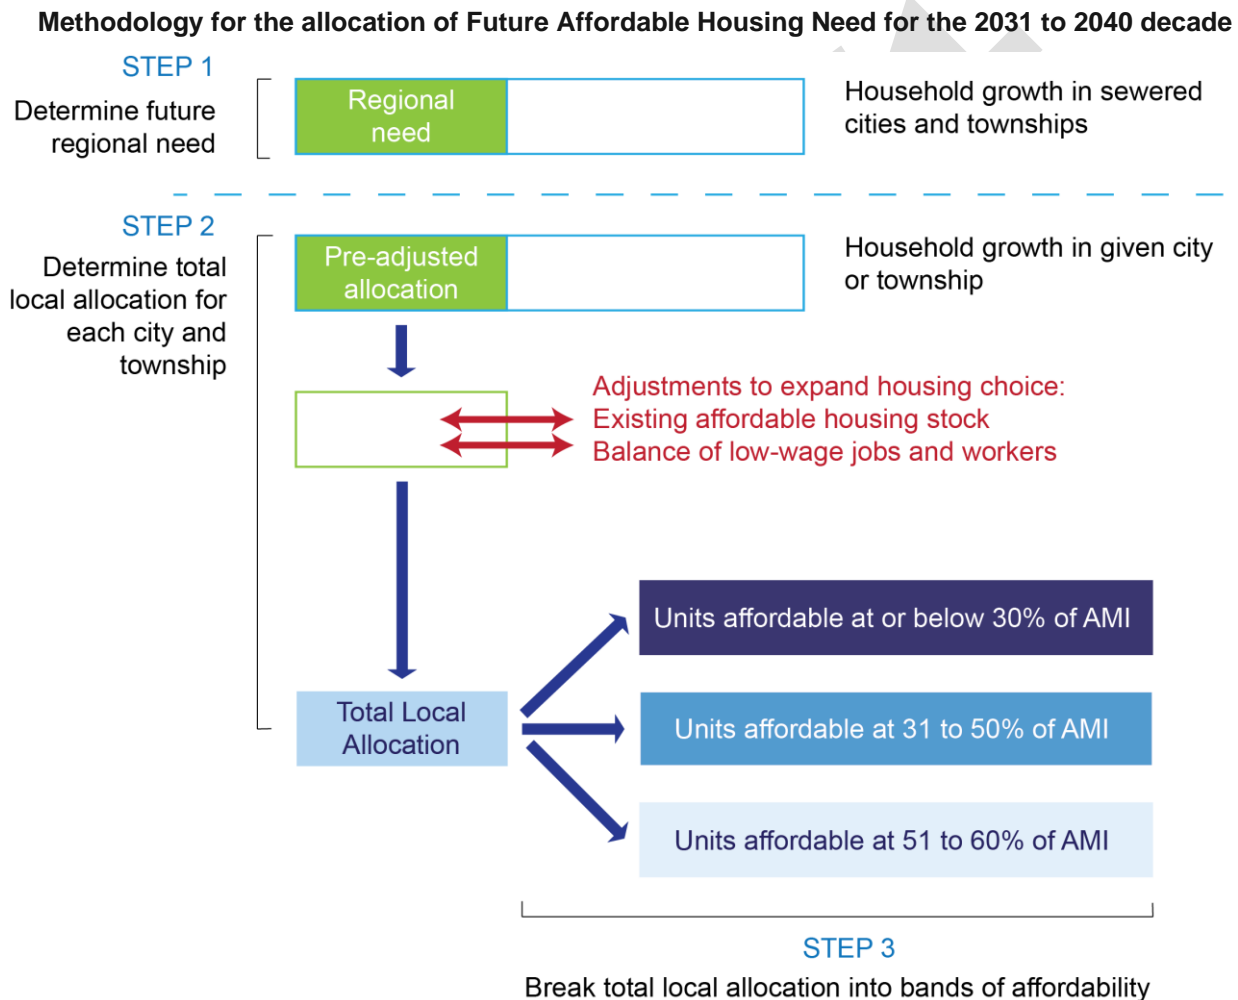 Methodology for the allocation of Future Affordable Housing Need for the 2031 to 2040 decade
STEP 1
Determine future
regional need
Regional
need
Household growth in sewered
cities and townships
STEP 2
Determine total
local allocation for
each city and
township
Pre-adjusted
allocation
Household growth in given city
or township
Adjustments to expand housing choice:
Existing affordable housing stock
Balance of low-wage jobs and workers
Total Local
Allocation
Units affordable at or below 30% of AMI
Units affordable at 31 to 50% of AMI
Units affordable at 51 to 60% of AMI
STEP 3
Break total local allocation into bands of affordability